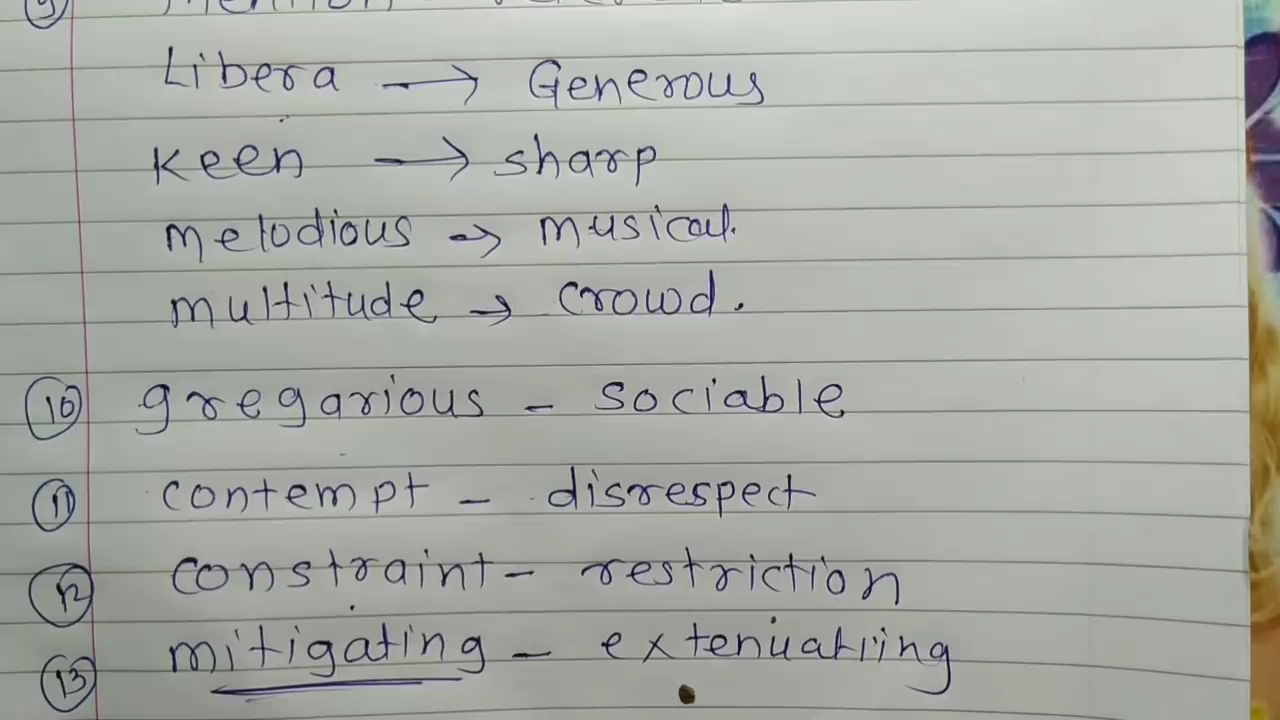 Libera → Generous
Keen → sharp
melodious → musical.
multitude → crowd.
10 gregarious - sociable
11 contempt - disrespect
12 constraint - restriction
13 mitigating - extenuating